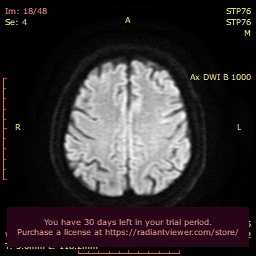 Im: 18/48
Se: 4
A
STP76
STP76
M
Ax DWI B 1000
R
L
You have 30 days left in your trial period.
Purchase a license at https://radiantviewer.com/store/